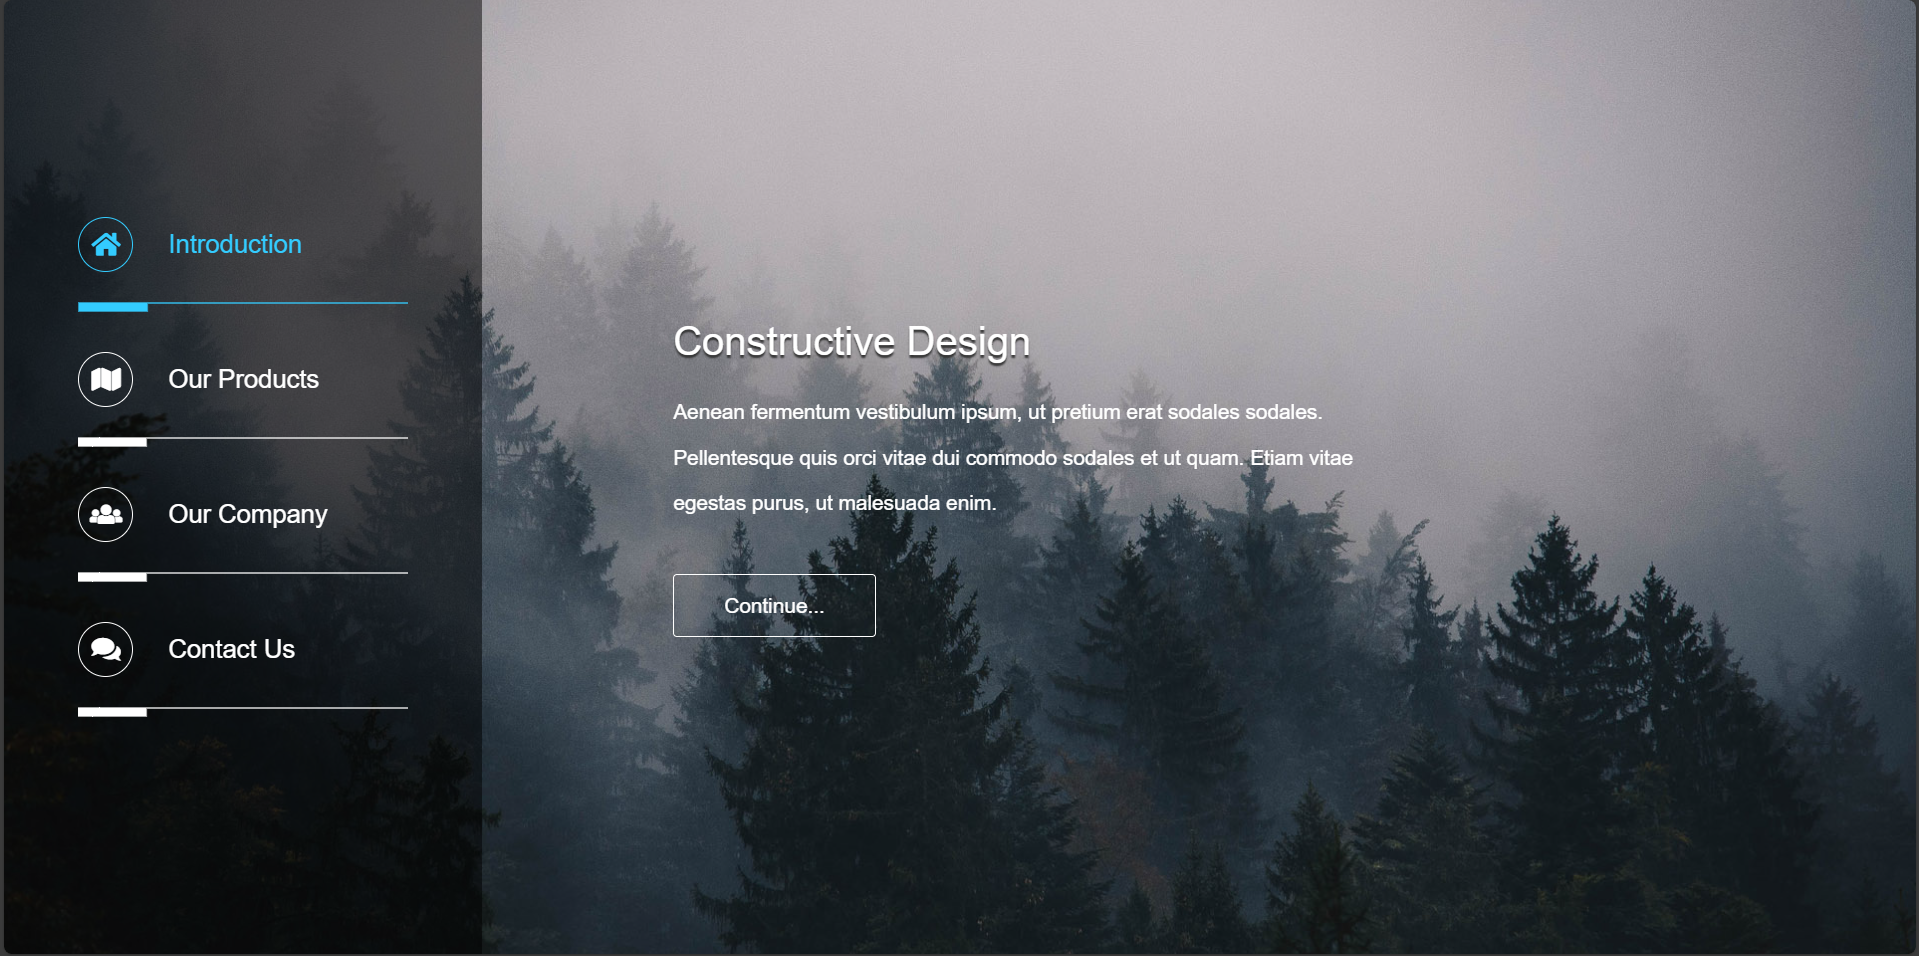 Introduction
Our Products
Our Company
Contact Us
Constructive Design
Aenean fermentum vestibulum ipsum, ut pretium erat sodales sodales.
Pellentesque quis orci vitae dui commodo sodales et ut quam. Etiam vitae
egestas purus, ut malesuada enim.
Continue...